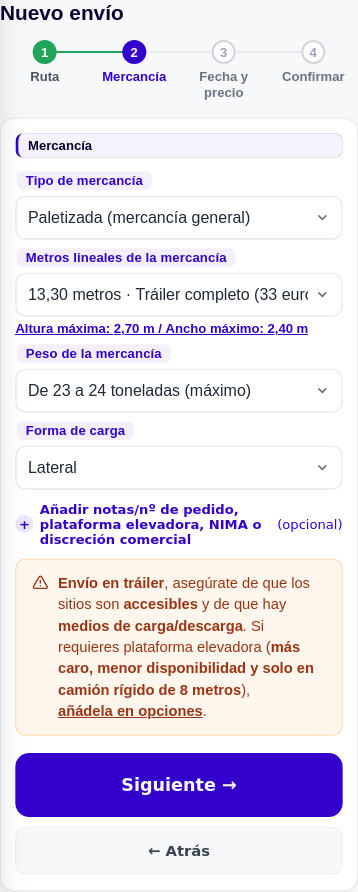 Nuevo envío
1 2 3 4
Ruta Mercancía Fecha y Confirmar
precio
Mercancía
Tipo de mercancía
Paletizada (mercancía general)
Metros lineales de la mercancía
13,30 metros · Tráiler completo (33 euro
Altura máxima: 2,70 m / Ancho máximo: 2,40 m
Peso de la mercancía
De 23 a 24 toneladas (máximo)
Forma de carga
Lateral
Añadir notas/nº de pedido,
+ plataforma elevadora, NIMA o (opcional)
discreción comercial
Envío en tráiler, asegúrate de que los
sitios son accesibles y de que hay
medios de carga/descarga. Si
requieres plataforma elevadora (más
caro, menor disponibilidad y solo en
camión rígido de 8 metros),
añádela en opciones.
Siguiente →
← Atrás